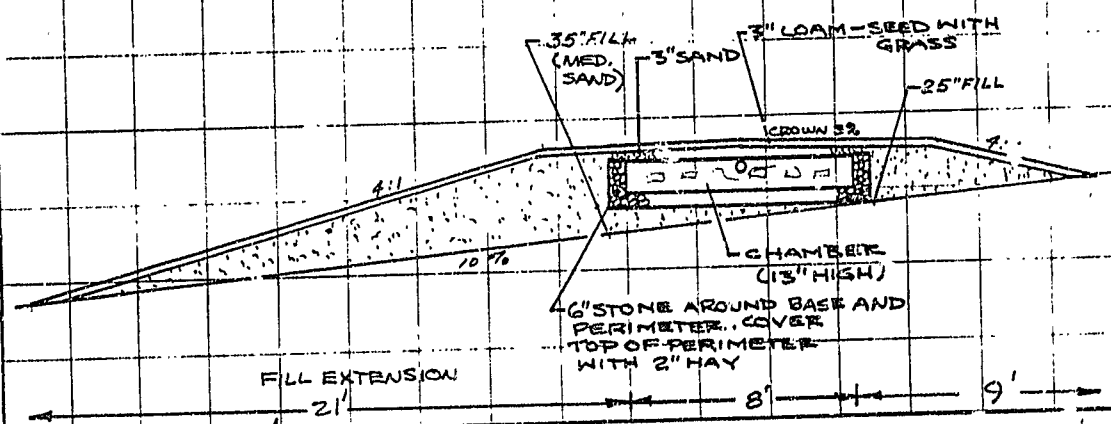 35" FILL
(MED.
SAND)
3" SAND
3" LOAM-SEED WITH
GRASS
25" FILL
CROWN 3%
4:1
10 %
CHAMBER
(13" HIGH)
6" STONE AROUND BASE AND
PERIMETER. COVER
TOP OF PERIMETER
WITH 2" HAY
FILL EXTENSION
21'
8'
9'